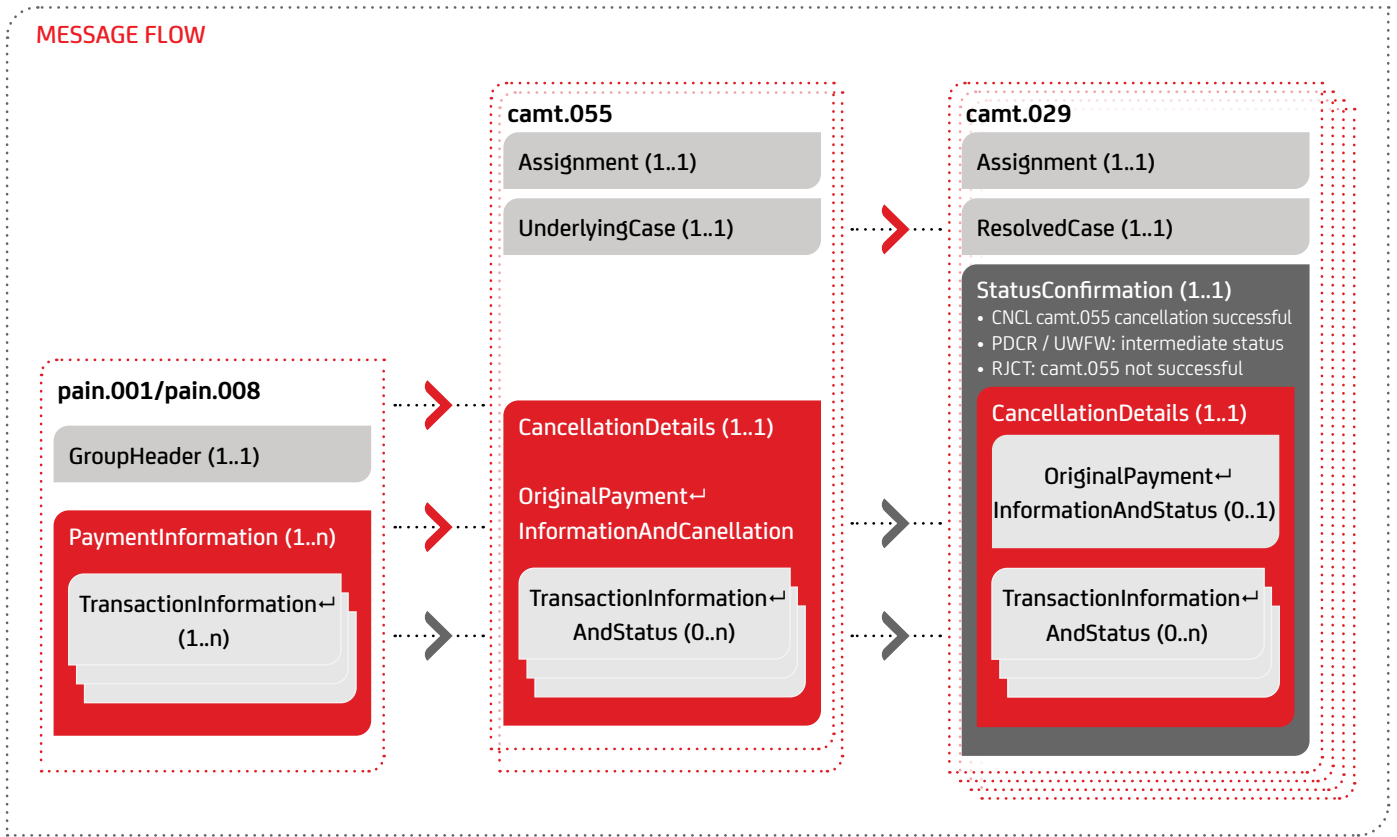 MESSAGE FLOW
pain.001/pain.008
GroupHeader (1..1)
PaymentInformation (1..n)
TransactionInformation↵
(1..n)
camt.055
Assignment (1..1)
UnderlyingCase (1..1)
CancellationDetails (1..1)
OriginalPayment↵
InformationAndCanellation
TransactionInformation↵
AndStatus (0..n)
camt.029
Assignment (1..1)
ResolvedCase (1..1)
StatusConfirmation (1..1)
• CNCL camt.055 cancellation successful
• PDCR / UWFW: intermediate status
• RJCT: camt.055 not successful
CancellationDetails (1..1)
OriginalPayment↵
InformationAndStatus (0..1)
TransactionInformation↵
AndStatus (0..n)